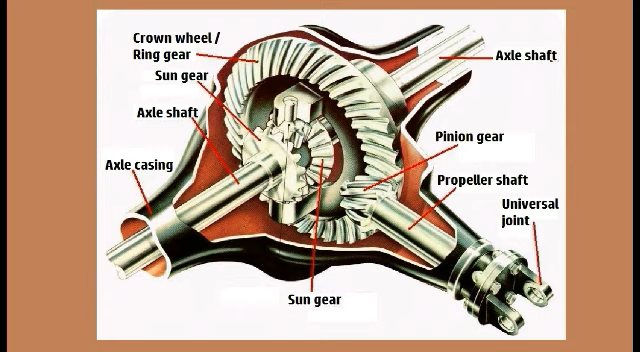 Crown wheel /
Ring gear
Sun gear
Axle shaft
Axle casing
Axle shaft
Pinion gear
Propeller shaft
Universal
joint
Sun gear